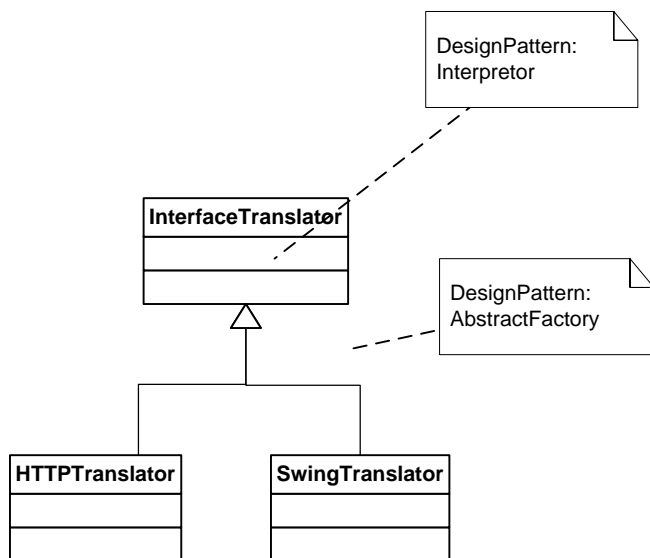 DesignPattern:
Interpretor
InterfaceTranslator
DesignPattern:
AbstractFactory
HTTPTranslator
SwingTranslator